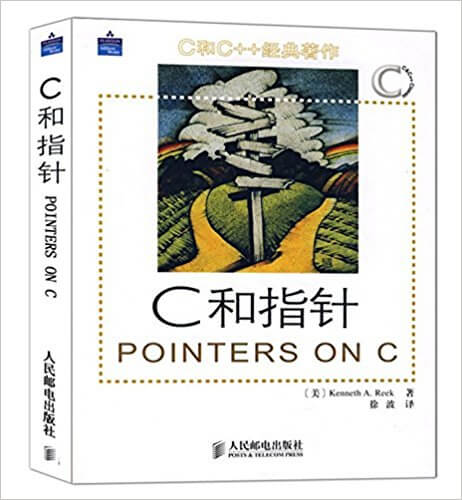 C和指针
POINTERS ON C
人民邮电出版社
C和C++经典著作
C
C和指针
POINTERS ON C
〔美〕Kenneth A. Reek 著
徐波 译
人民邮电出版社
POSTS & TELECOM PRESS